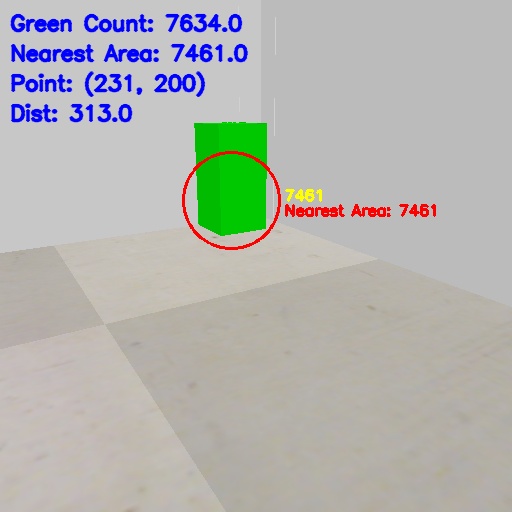 Green Count: 7634.0
Nearest Area: 7461.0
Point: (231, 200)
Dist: 313.0
7461
Nearest Area: 7461